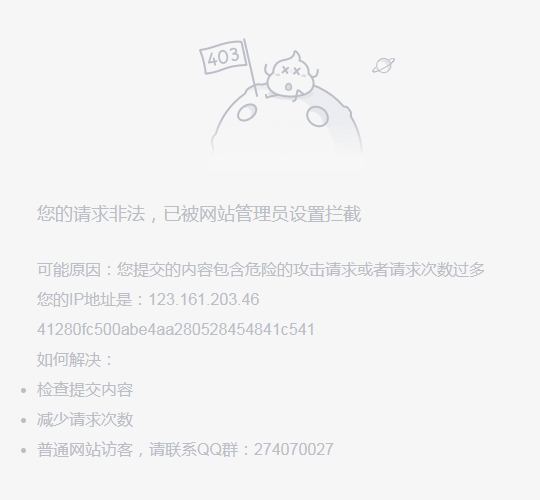 403
您的请求非法，已被网站管理员设置拦截
可能原因：您提交的内容包含危险的攻击请求或者请求次数过多
您的IP地址是：123.161.203.46
41280fc500abe4aa280528454841c541
如何解决：
检查提交内容
减少请求次数
普通网站访客，请联系QQ群：274070027